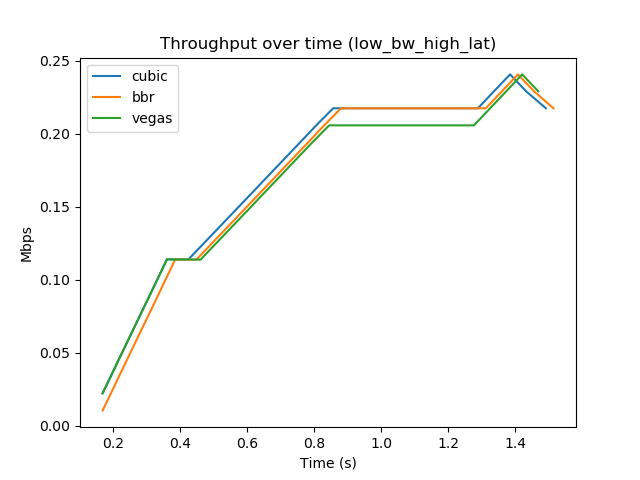 Throughput over time (low_bw_high_lat)
cubic
bbr
vegas
0.25
0.20
0.15
0.10
0.05
0.00
Mbps
0.2 0.4 0.6 0.8 1.0 1.2 1.4
Time (s)